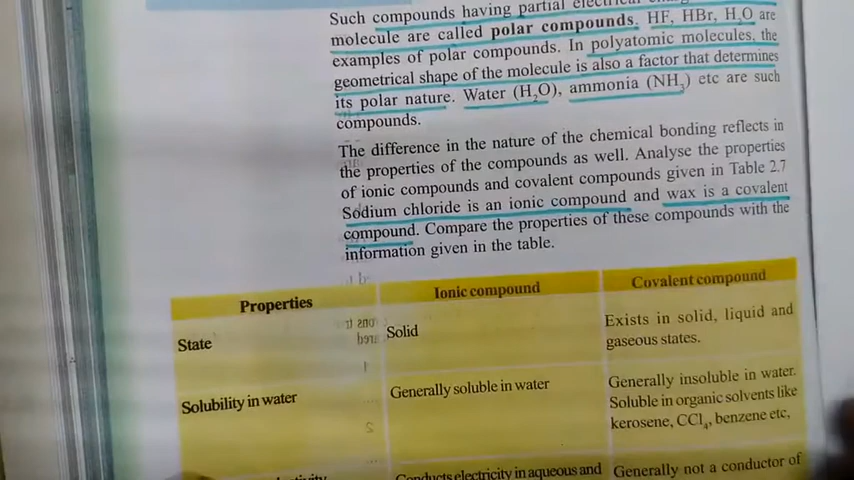 Such compounds having partial electrical
molecule are called polar compounds. HF, HBr, H₂O are
examples of polar compounds. In polyatomic molecules, the
geometrical shape of the molecule is also a factor that determines
its polar nature. Water (H₂O), ammonia (NH₃) etc are such
compounds.
The difference in the nature of the chemical bonding reflects in
the properties of the compounds as well. Analyse the properties
of ionic compounds and covalent compounds given in Table 2.7
Sodium chloride is an ionic compound and wax is a covalent
compound. Compare the properties of these compounds with the
information given in the table.
Properties Ionic compound Covalent compound
State Solid Exists in solid, liquid and
gaseous states.
Solubility in water Generally soluble in water Generally insoluble in water.
Soluble in organic solvents like
kerosene, CCl₄, benzene etc,
Conducts electricity in aqueous and Generally not a conductor of